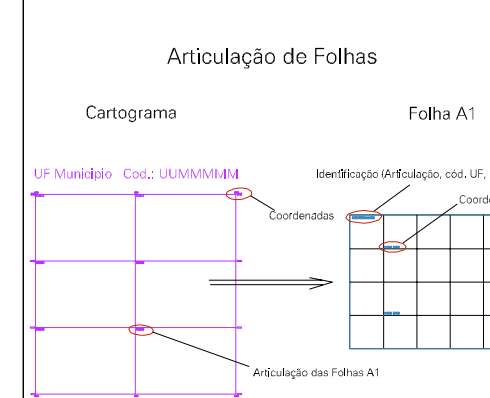 Articulação de Folhas
Cartograma
Folha A1
UF Municipio Cod.: UUMMMMM
Identificação (Articulação, cód. UF,
Coordenadas
Articulação das Folhas A1